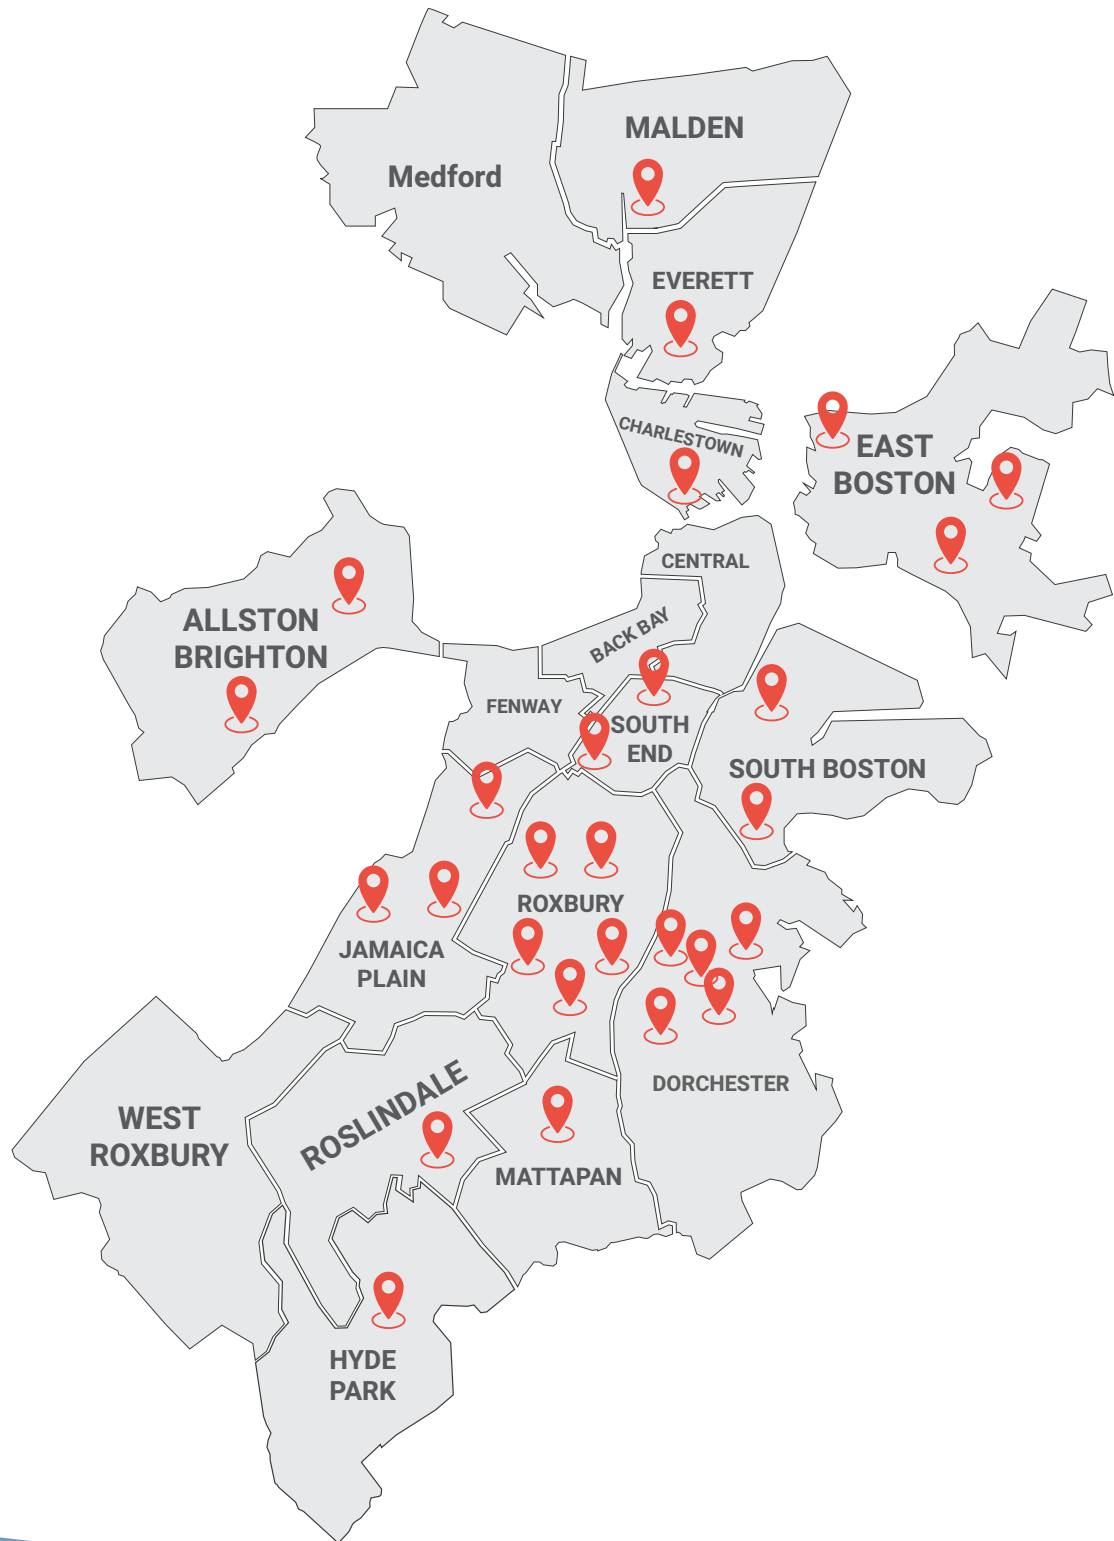 MALDEN
Medford
EVERETT
CHARLESTOWN
EAST
BOSTON
CENTRAL
ALLSTON
BRIGHTON
BACK BAY
FENWAY
SOUTH
END
SOUTH BOSTON
ROXBURY
JAMAICA
PLAIN
DORCHESTER
WEST
ROXBURY
ROSLINDALE
MATTAPAN
HYDE
PARK